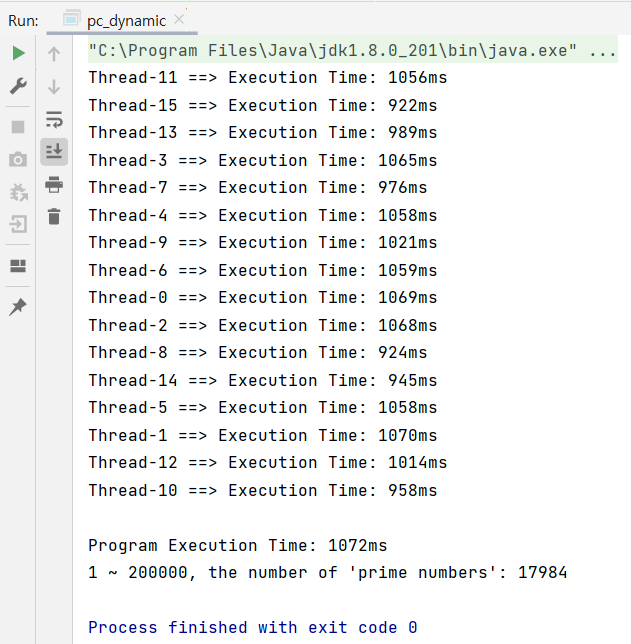 Run: pc_dynamic
"C:\Program Files\Java\jdk1.8.0_201\bin\java.exe" ...
Thread-11 ==> Execution Time: 1056ms
Thread-15 ==> Execution Time: 922ms
Thread-13 ==> Execution Time: 989ms
Thread-3 ==> Execution Time: 1065ms
Thread-7 ==> Execution Time: 976ms
Thread-4 ==> Execution Time: 1058ms
Thread-9 ==> Execution Time: 1021ms
Thread-6 ==> Execution Time: 1059ms
Thread-0 ==> Execution Time: 1069ms
Thread-2 ==> Execution Time: 1068ms
Thread-8 ==> Execution Time: 924ms
Thread-14 ==> Execution Time: 945ms
Thread-5 ==> Execution Time: 1058ms
Thread-1 ==> Execution Time: 1070ms
Thread-12 ==> Execution Time: 1014ms
Thread-10 ==> Execution Time: 958ms
Program Execution Time: 1072ms
1 ~ 200000, the number of 'prime numbers': 17984
Process finished with exit code 0